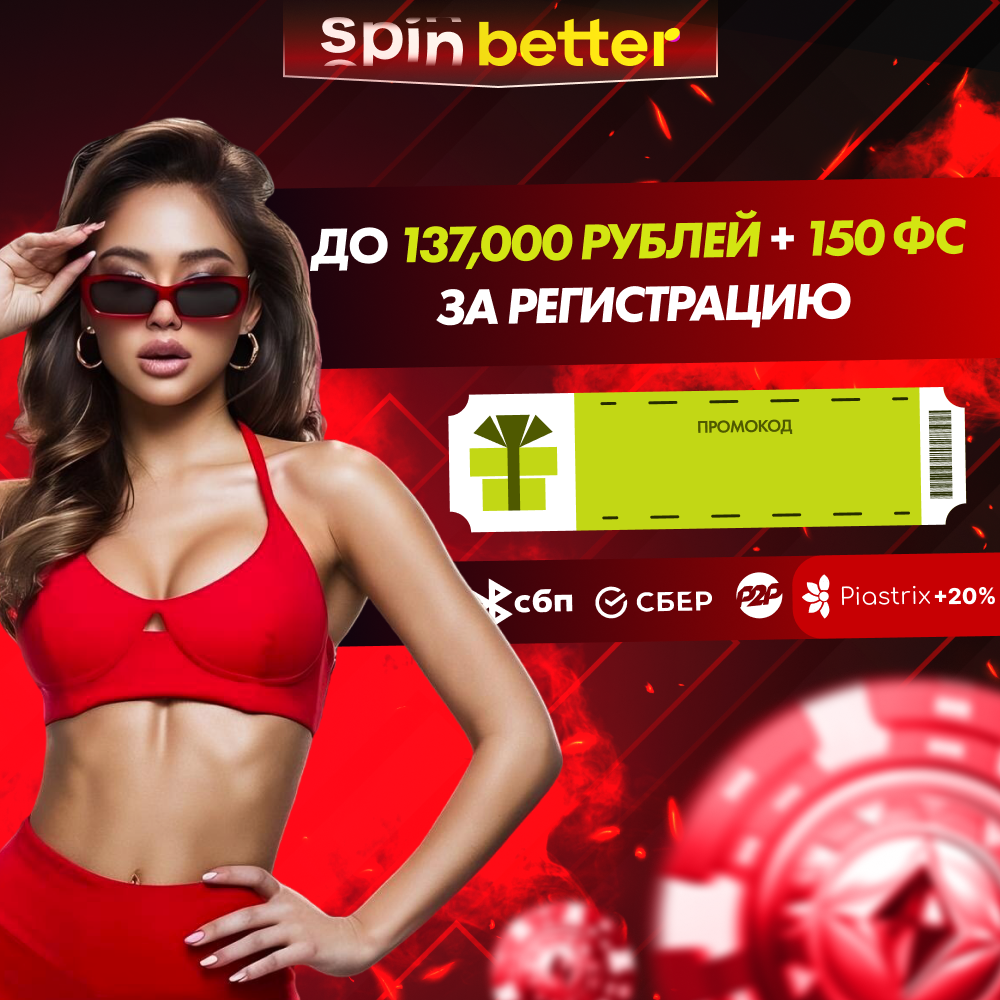 spin better
ДО 137,000 РУБЛЕЙ + 150 ФС
ЗА РЕГИСТРАЦИЮ
ПРОМОКОД
сбп СБЕР P2P Piastrix +20%